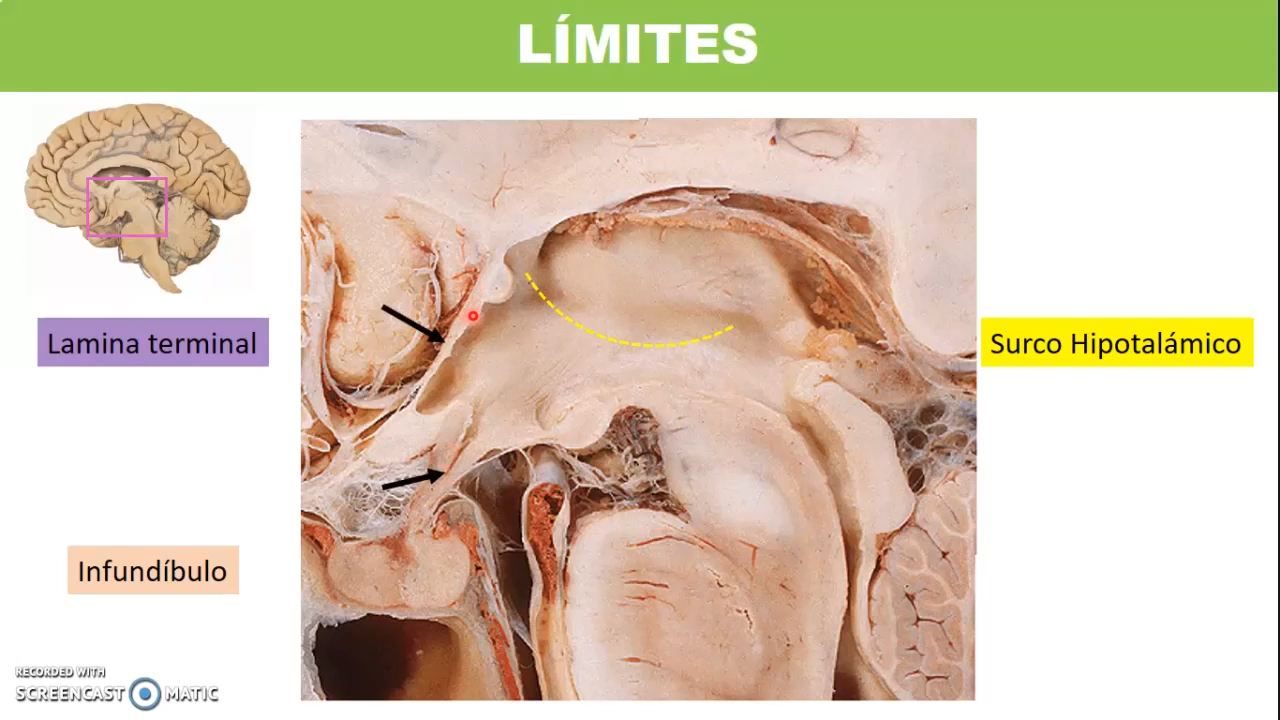 LÍMITES
Lamina terminal
Surco Hipotalámico
Infundíbulo
RECORDED WITH
SCREENCAST MATIC